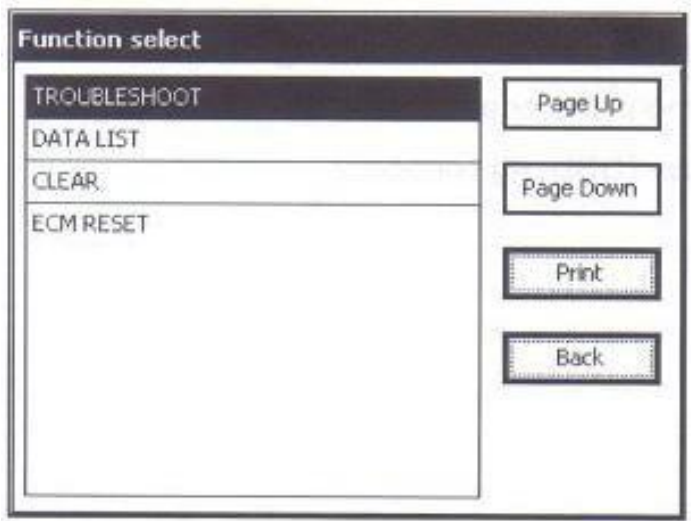 Function select
TROUBLESHOOT
DATA LIST
CLEAR
ECM RESET
Page Up
Page Down
Print
Back